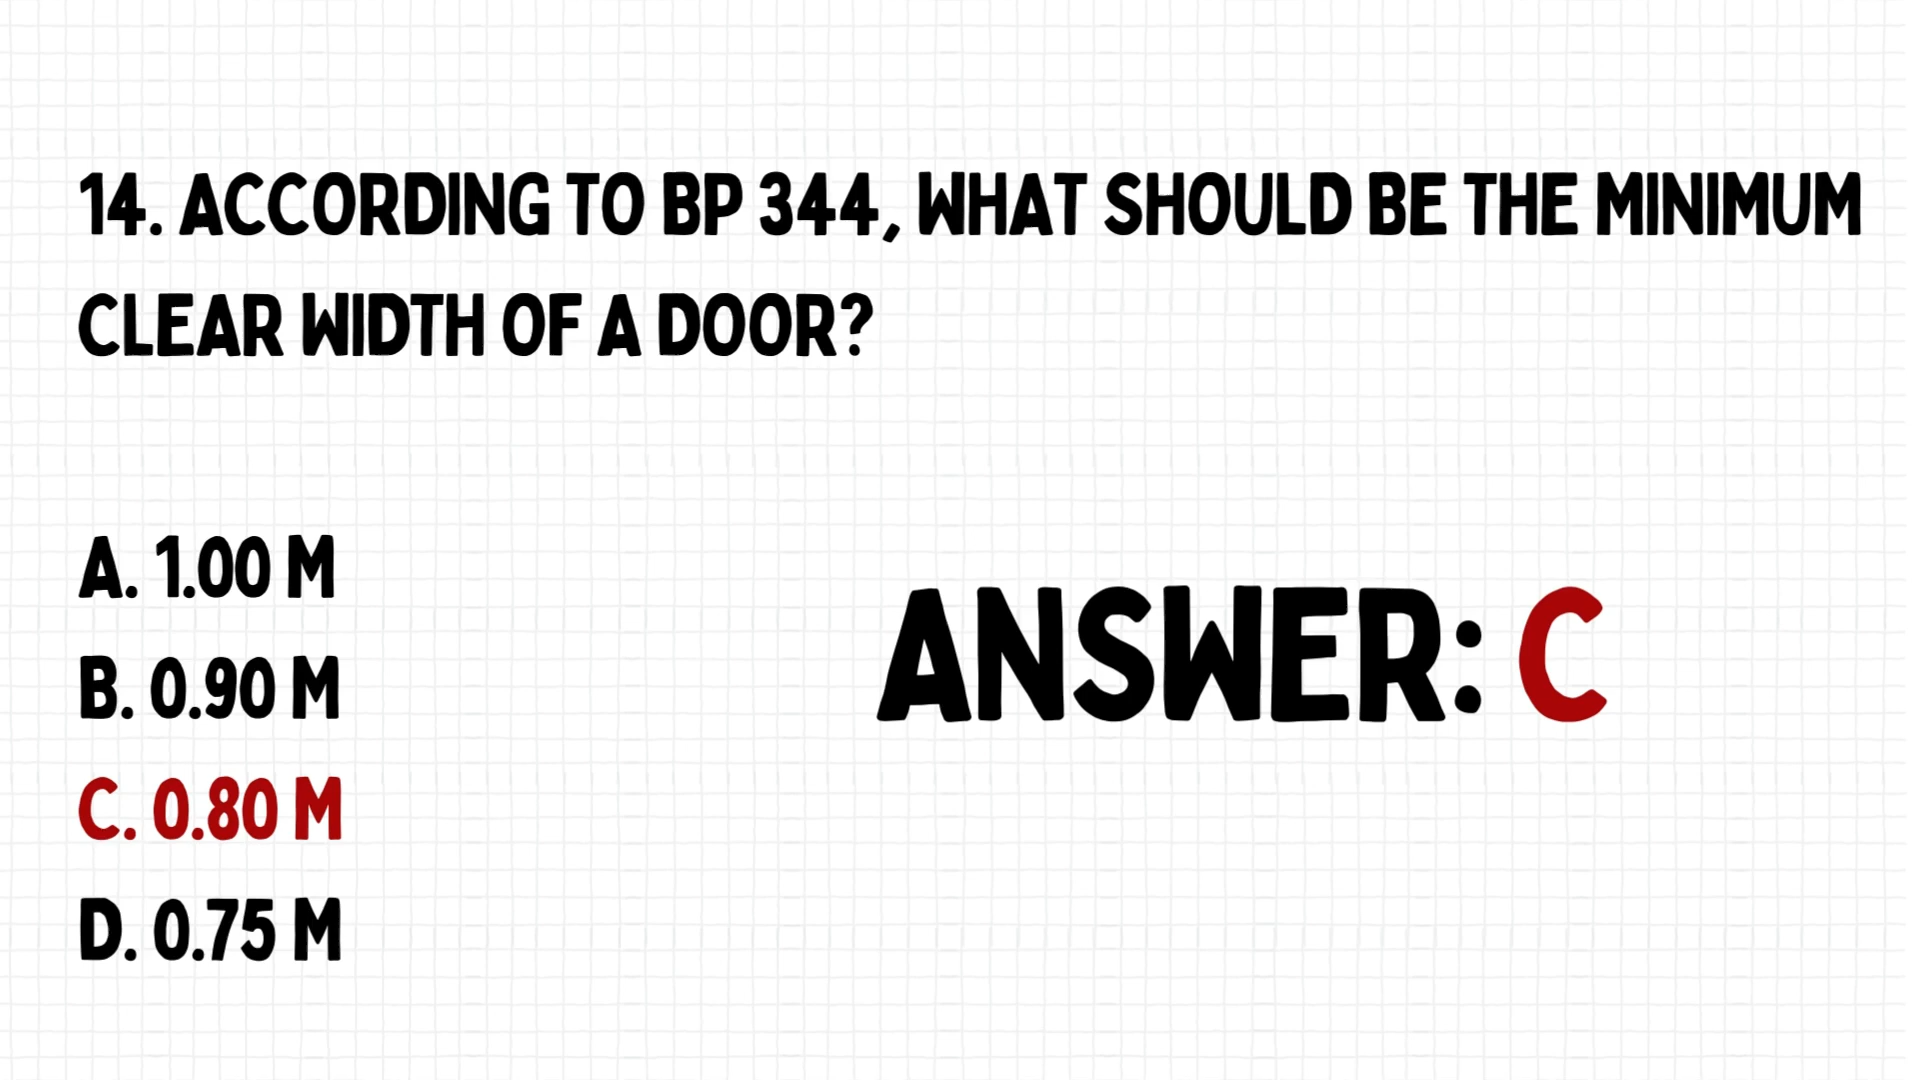 14. ACCORDING TO BP 344, WHAT SHOULD BE THE MINIMUM
CLEAR WIDTH OF A DOOR?
A. 1.00 M
B. 0.90 M
C. 0.80 M
D. 0.75 M
ANSWER: C